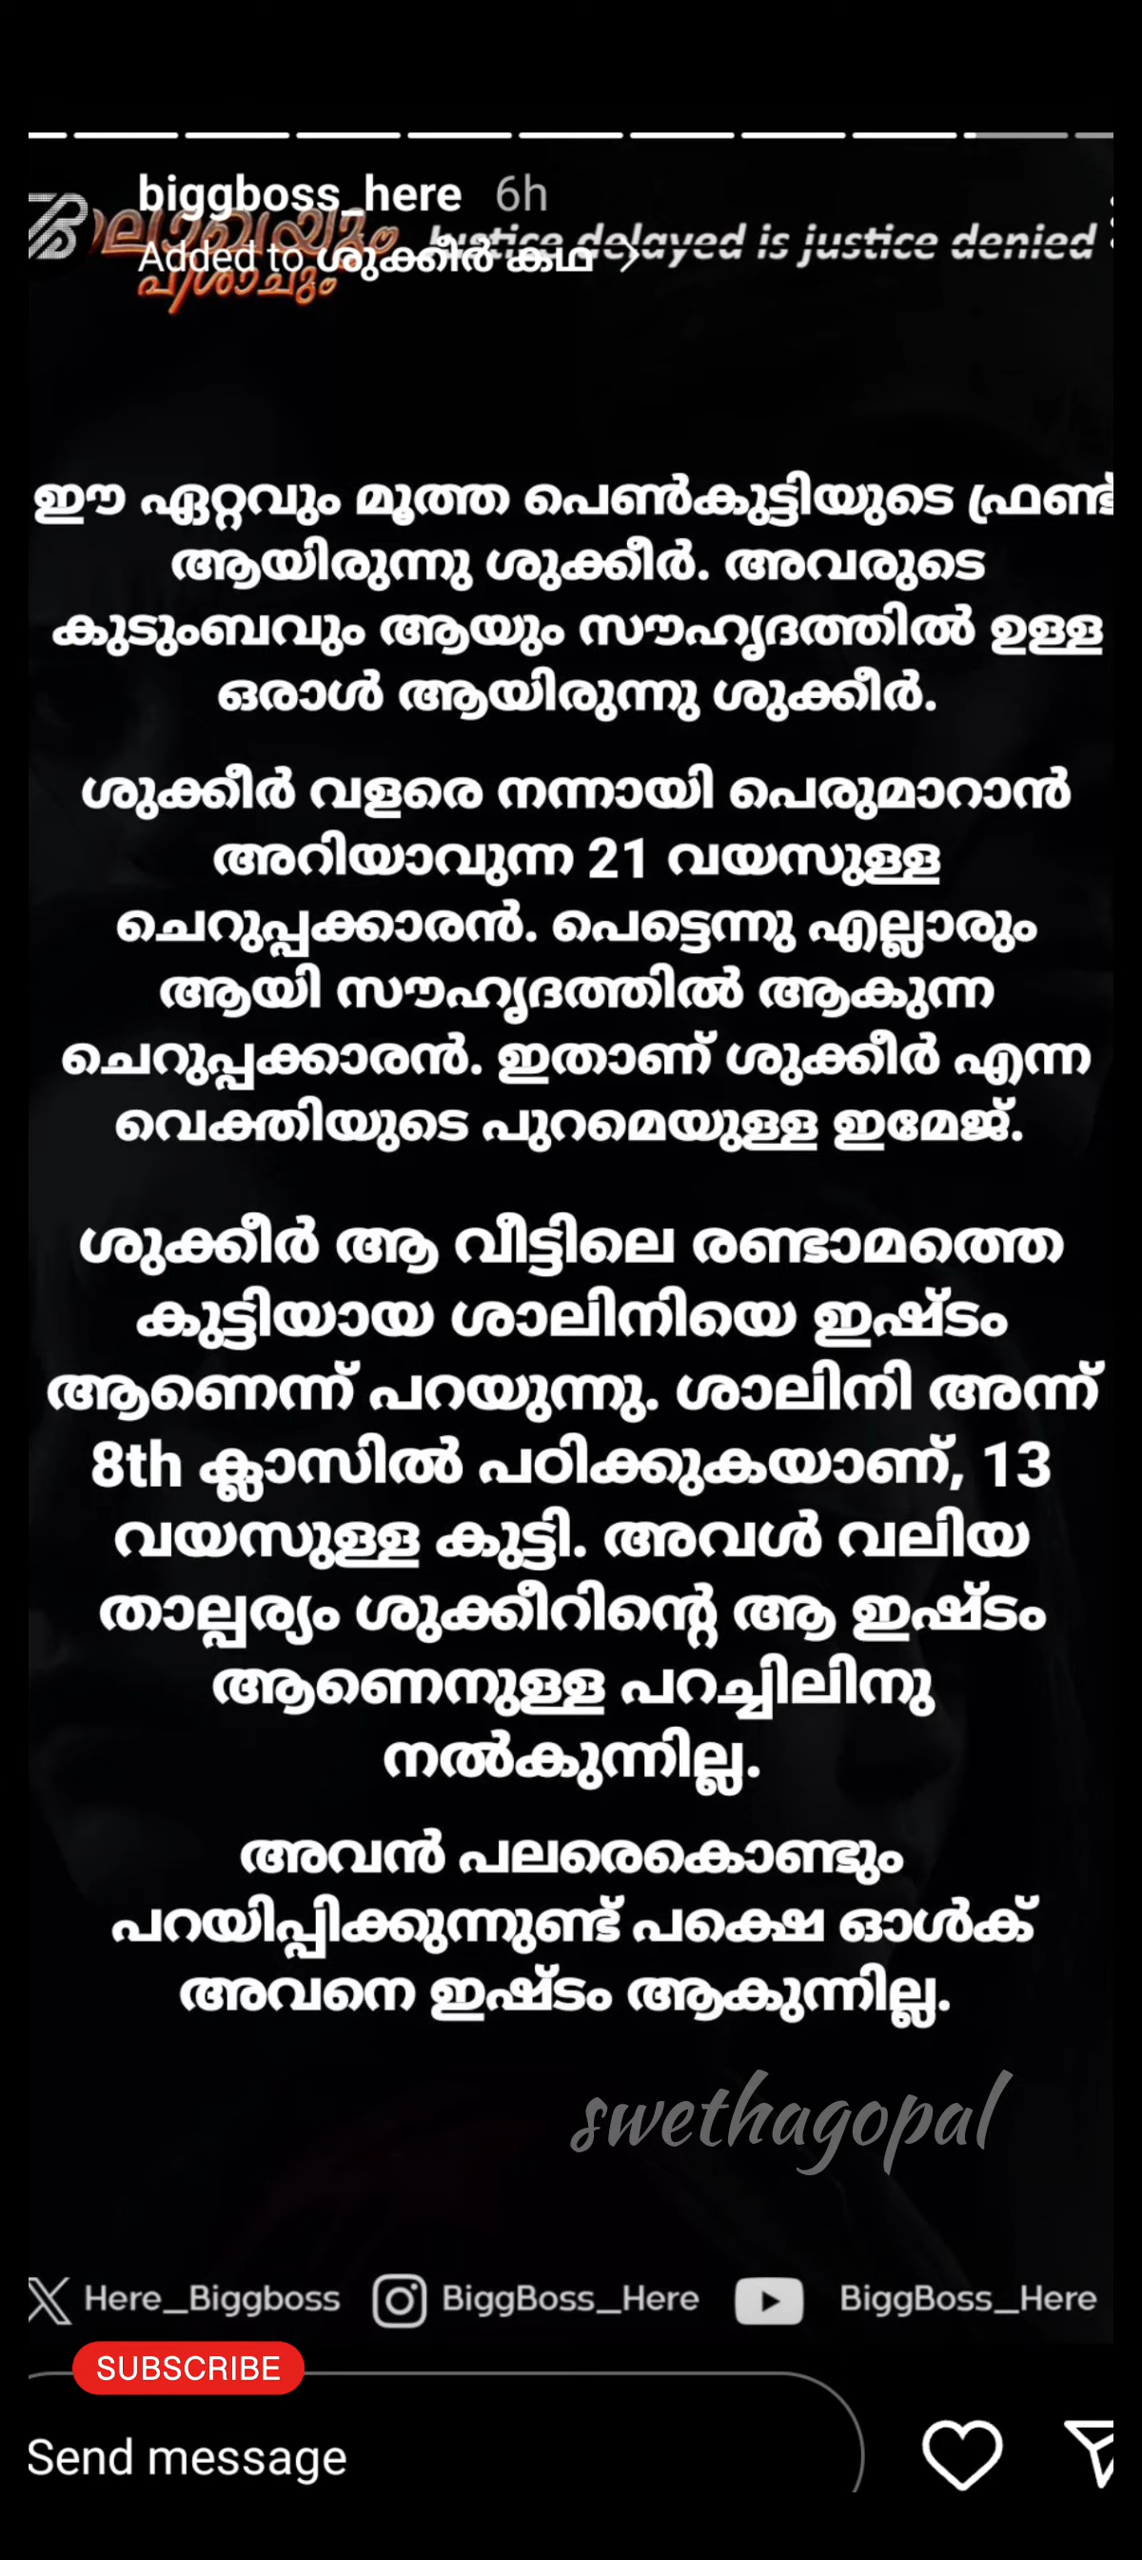 biggboss_here 6h
Justice delayed is justice denied
Added to ശുക്കീർ കഥ >
പിശാചും
ഈ ഏറ്റവും മൂത്ത പെൺകുട്ടിയുടെ ഫ്രണ്ട്
ആയിരുന്നു ശുക്കീർ. അവരുടെ
കുടുംബവും ആയും സൗഹൃദത്തിൽ ഉള്ള
ഒരാൾ ആയിരുന്നു ശുക്കീർ.
ശുക്കീർ വളരെ നന്നായി പെരുമാറാൻ
അറിയാവുന്ന 21 വയസുള്ള
ചെറുപ്പക്കാരൻ. പെട്ടെന്നു എല്ലാരും
ആയി സൗഹൃദത്തിൽ ആകുന്ന
ചെറുപ്പക്കാരൻ. ഇതാണ് ശുക്കീർ എന്ന
വെക്തിയുടെ പുറമെയുള്ള ഇമേജ്.
ശുക്കീർ ആ വീട്ടിലെ രണ്ടാമത്തെ
കുട്ടിയായ ശാലിനിയെ ഇഷ്ടം
ആണെന്ന് പറയുന്നു. ശാലിനി അന്ന്
8th ക്ലാസിൽ പഠിക്കുകയാണ്, 13
വയസുള്ള കുട്ടി. അവൾ വലിയ
താല്പര്യം ശുക്കീറിന്റെ ആ ഇഷ്ടം
ആണെനുള്ള പറച്ചിലിനു
നൽകുന്നില്ല.
അവൻ പലരെകൊണ്ടും
പറയിപ്പിക്കുന്നുണ്ട് പക്ഷെ ഓൾക്
അവനെ ഇഷ്ടം ആകുന്നില്ല.
swethagopal
Here_Biggboss BiggBoss_Here BiggBoss_Here
SUBSCRIBE
Send message